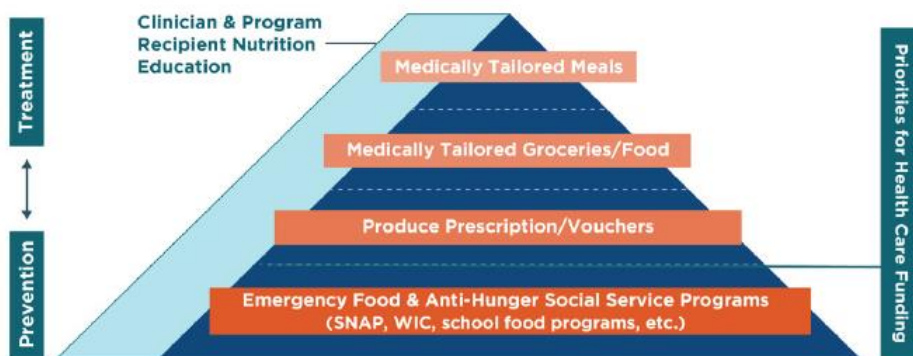 Clinician & Program
Recipient Nutrition
Education
Treatment
Prevention
Medically Tailored Meals
Medically Tailored Groceries/Food
Produce Prescription/Vouchers
Emergency Food & Anti-Hunger Social Service Programs
(SNAP, WIC, school food programs, etc.)
Priorities for Health Care Funding